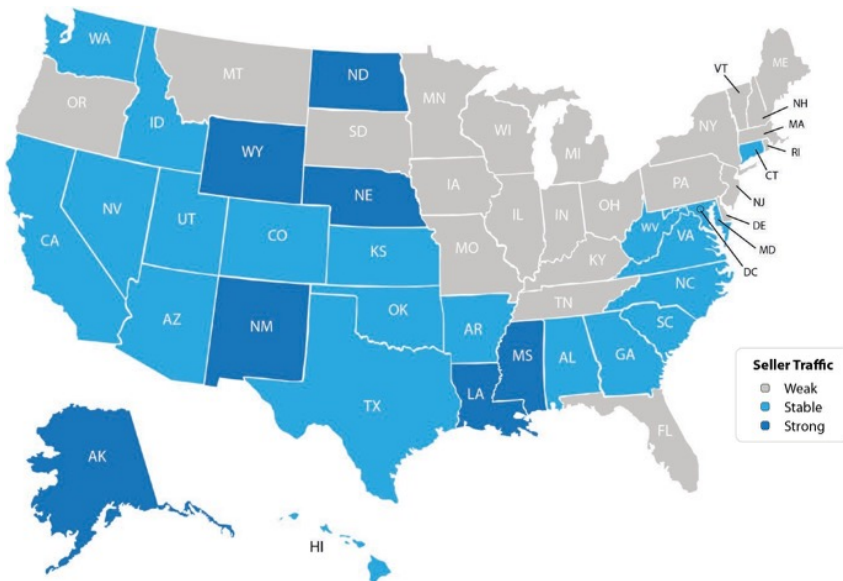 WA
MT
ND
MN
VT
ME
OR
ID
SD
WI
NY
NH
MA
WY
MI
RI
CT
IA
PA
NJ
NE
NV
UT
IL
IN
OH
DE
CA
CO
WV
MD
KS
MO
VA
KY
DC
NC
TN
OK
AZ
NM
AR
SC
MS
AL
GA
LA
TX
FL
Seller Traffic
Weak
Stable
Strong
AK
HI